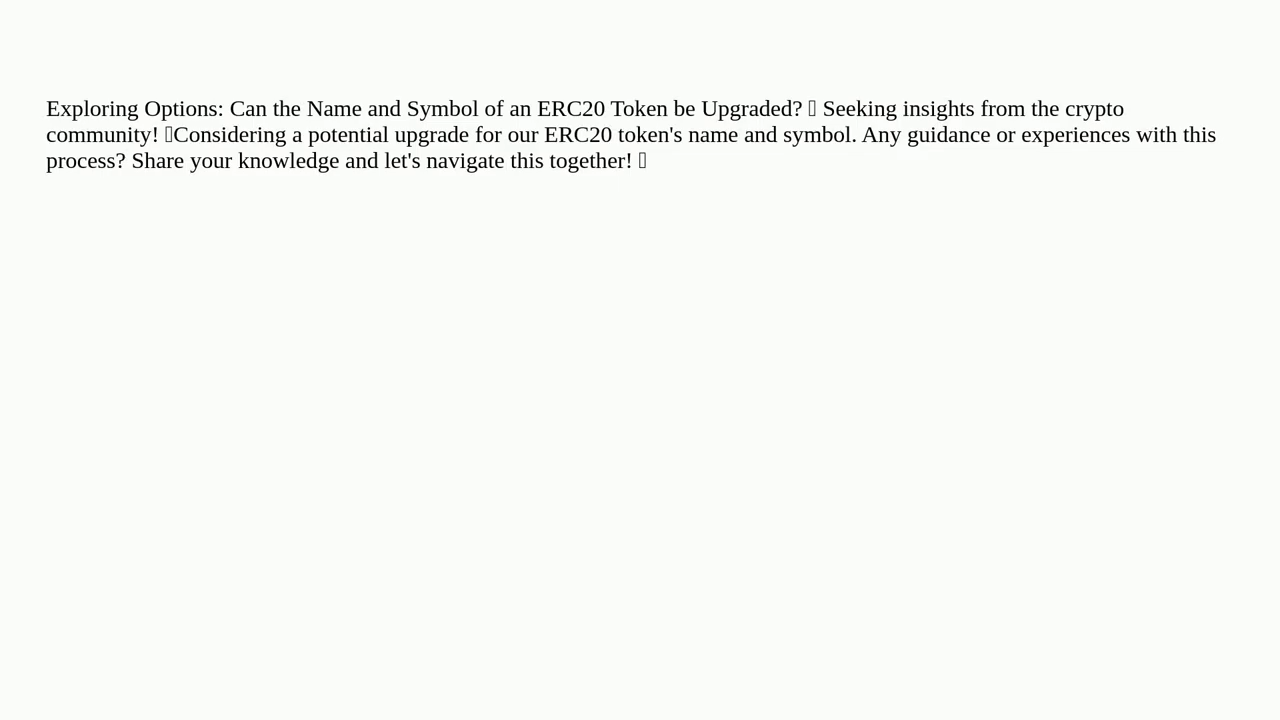 Exploring Options: Can the Name and Symbol of an ERC20 Token be Upgraded? ▯ Seeking insights from the crypto
community! ▯Considering a potential upgrade for our ERC20 token's name and symbol. Any guidance or experiences with this
process? Share your knowledge and let's navigate this together! ▯